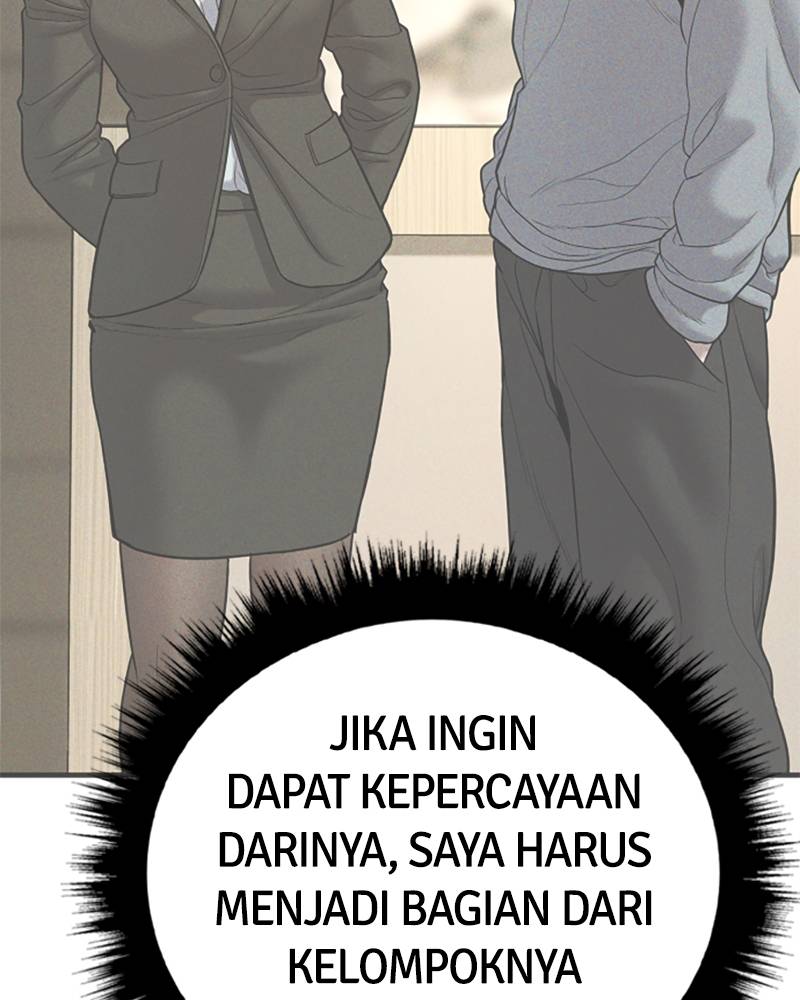 JIKA INGIN
DAPAT KEPERCAYAAN
DARINYA, SAYA HARUS
MENJADI BAGIAN DARI
KELOMPOKNYA